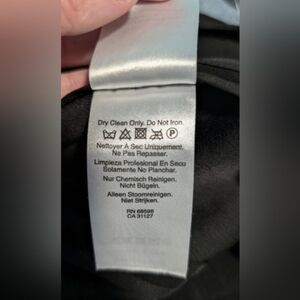 Dry Clean Only. Do Not Iron.
P
Nettoyer À Sec Uniquement.
Ne Pas Repasser.
Limpieza Profesional En Seco
Solamente No Planchar.
Nur Chemisch Reinigen.
Nicht Bügeln.
Alleen Stoomreinigen.
Niet Strijken.
RN 68598
CA 31127